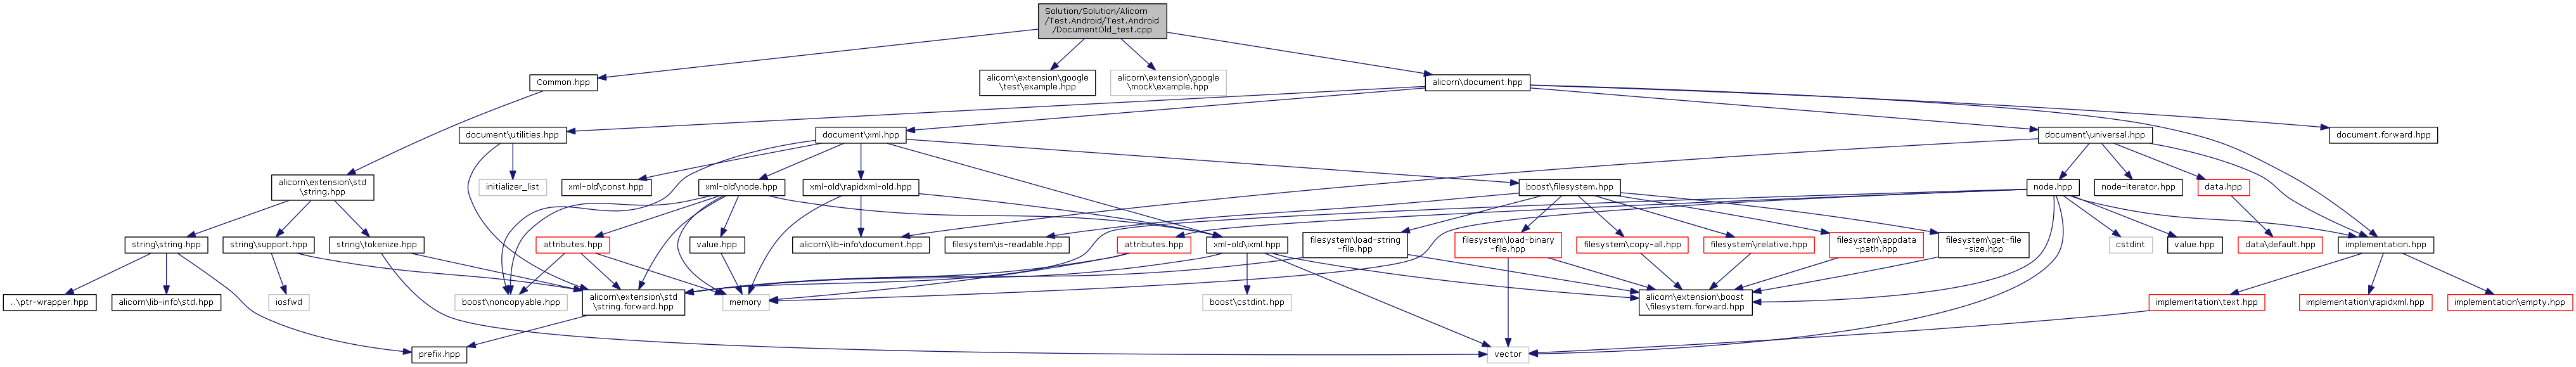 Solution/Solution/Alicorn
/Test.Android/Test.Android
/DocumentOld_test.cpp
Common.hpp
alicorn\extension\google
\test\example.hpp
alicorn\extension\google
\mock\example.hpp
alicorn\document.hpp
document\utilities.hpp
document\xml.hpp
document\universal.hpp
document.forward.hpp
alicorn\extension\std
\string.hpp
initializer_list
xml-old\const.hpp
xml-old\node.hpp
xml-old\rapidxml-old.hpp
boost\filesystem.hpp
node.hpp
node-iterator.hpp
data.hpp
string\string.hpp
string\support.hpp
string\tokenize.hpp
attributes.hpp
value.hpp
alicorn\lib-info\document.hpp
filesystem\is-readable.hpp
attributes.hpp
xml-old\ixml.hpp
filesystem\load-string
-file.hpp
filesystem\load-binary
-file.hpp
filesystem\copy-all.hpp
filesystem\relative.hpp
filesystem\appdata
-path.hpp
filesystem\get-file
-size.hpp
cstdint
value.hpp
data\default.hpp
implementation.hpp
..\ptr-wrapper.hpp
alicorn\lib-info\std.hpp
iosfwd
boost\noncopyable.hpp
alicorn\extension\std
\string.forward.hpp
memory
boost\cstdint.hpp
alicorn\extension\boost
\filesystem.forward.hpp
implementation\text.hpp
implementation\rapidxml.hpp
implementation\empty.hpp
prefix.hpp
vector